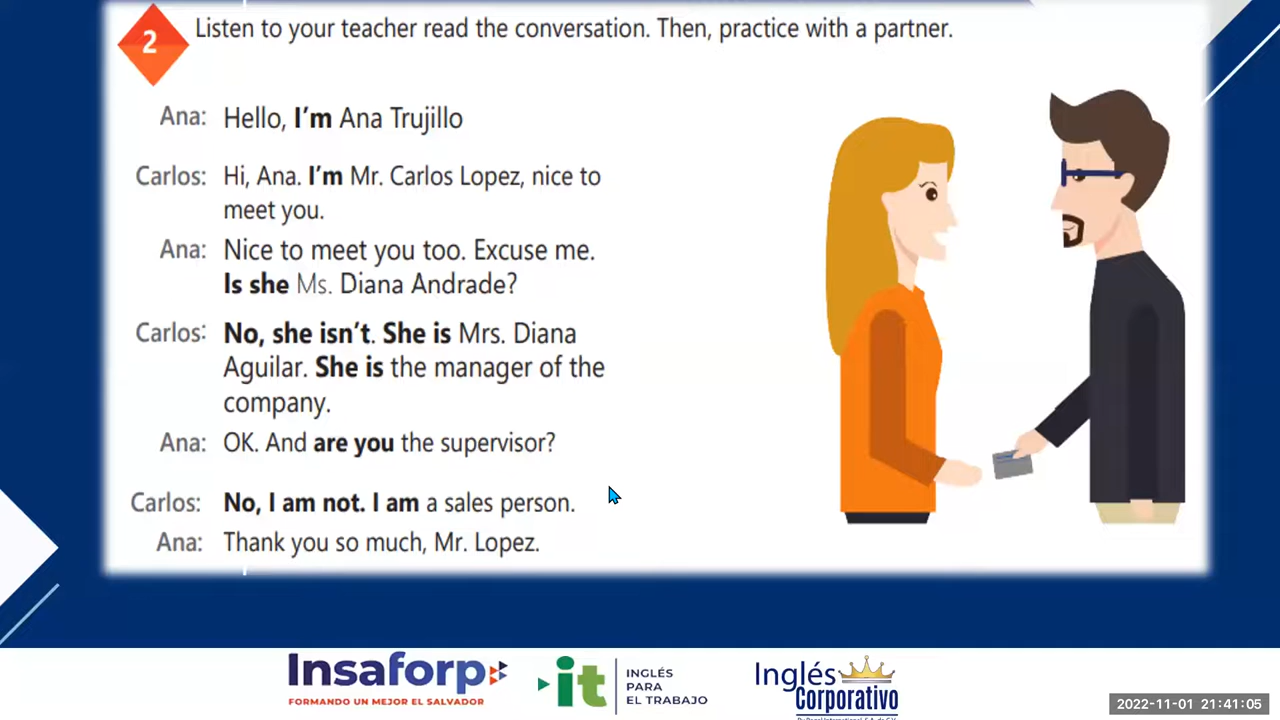 2
Listen to your teacher read the conversation. Then, practice with a partner.
Ana: Hello, I'm Ana Trujillo
Carlos: Hi, Ana. I'm Mr. Carlos Lopez, nice to
meet you.
Ana: Nice to meet you too. Excuse me.
Is she Ms. Diana Andrade?
Carlos: No, she isn't. She is Mrs. Diana
Aguilar. She is the manager of the
company.
Ana: OK. And are you the supervisor?
Carlos: No, I am not. I am a sales person.
Ana: Thank you so much, Mr. Lopez.
Insaforp
FORMANDO UN MEJOR EL SALVADOR
it
INGLÉS
PARA
EL TRABAJO
Inglés
Corporativo
2022-11-01 21:41:05